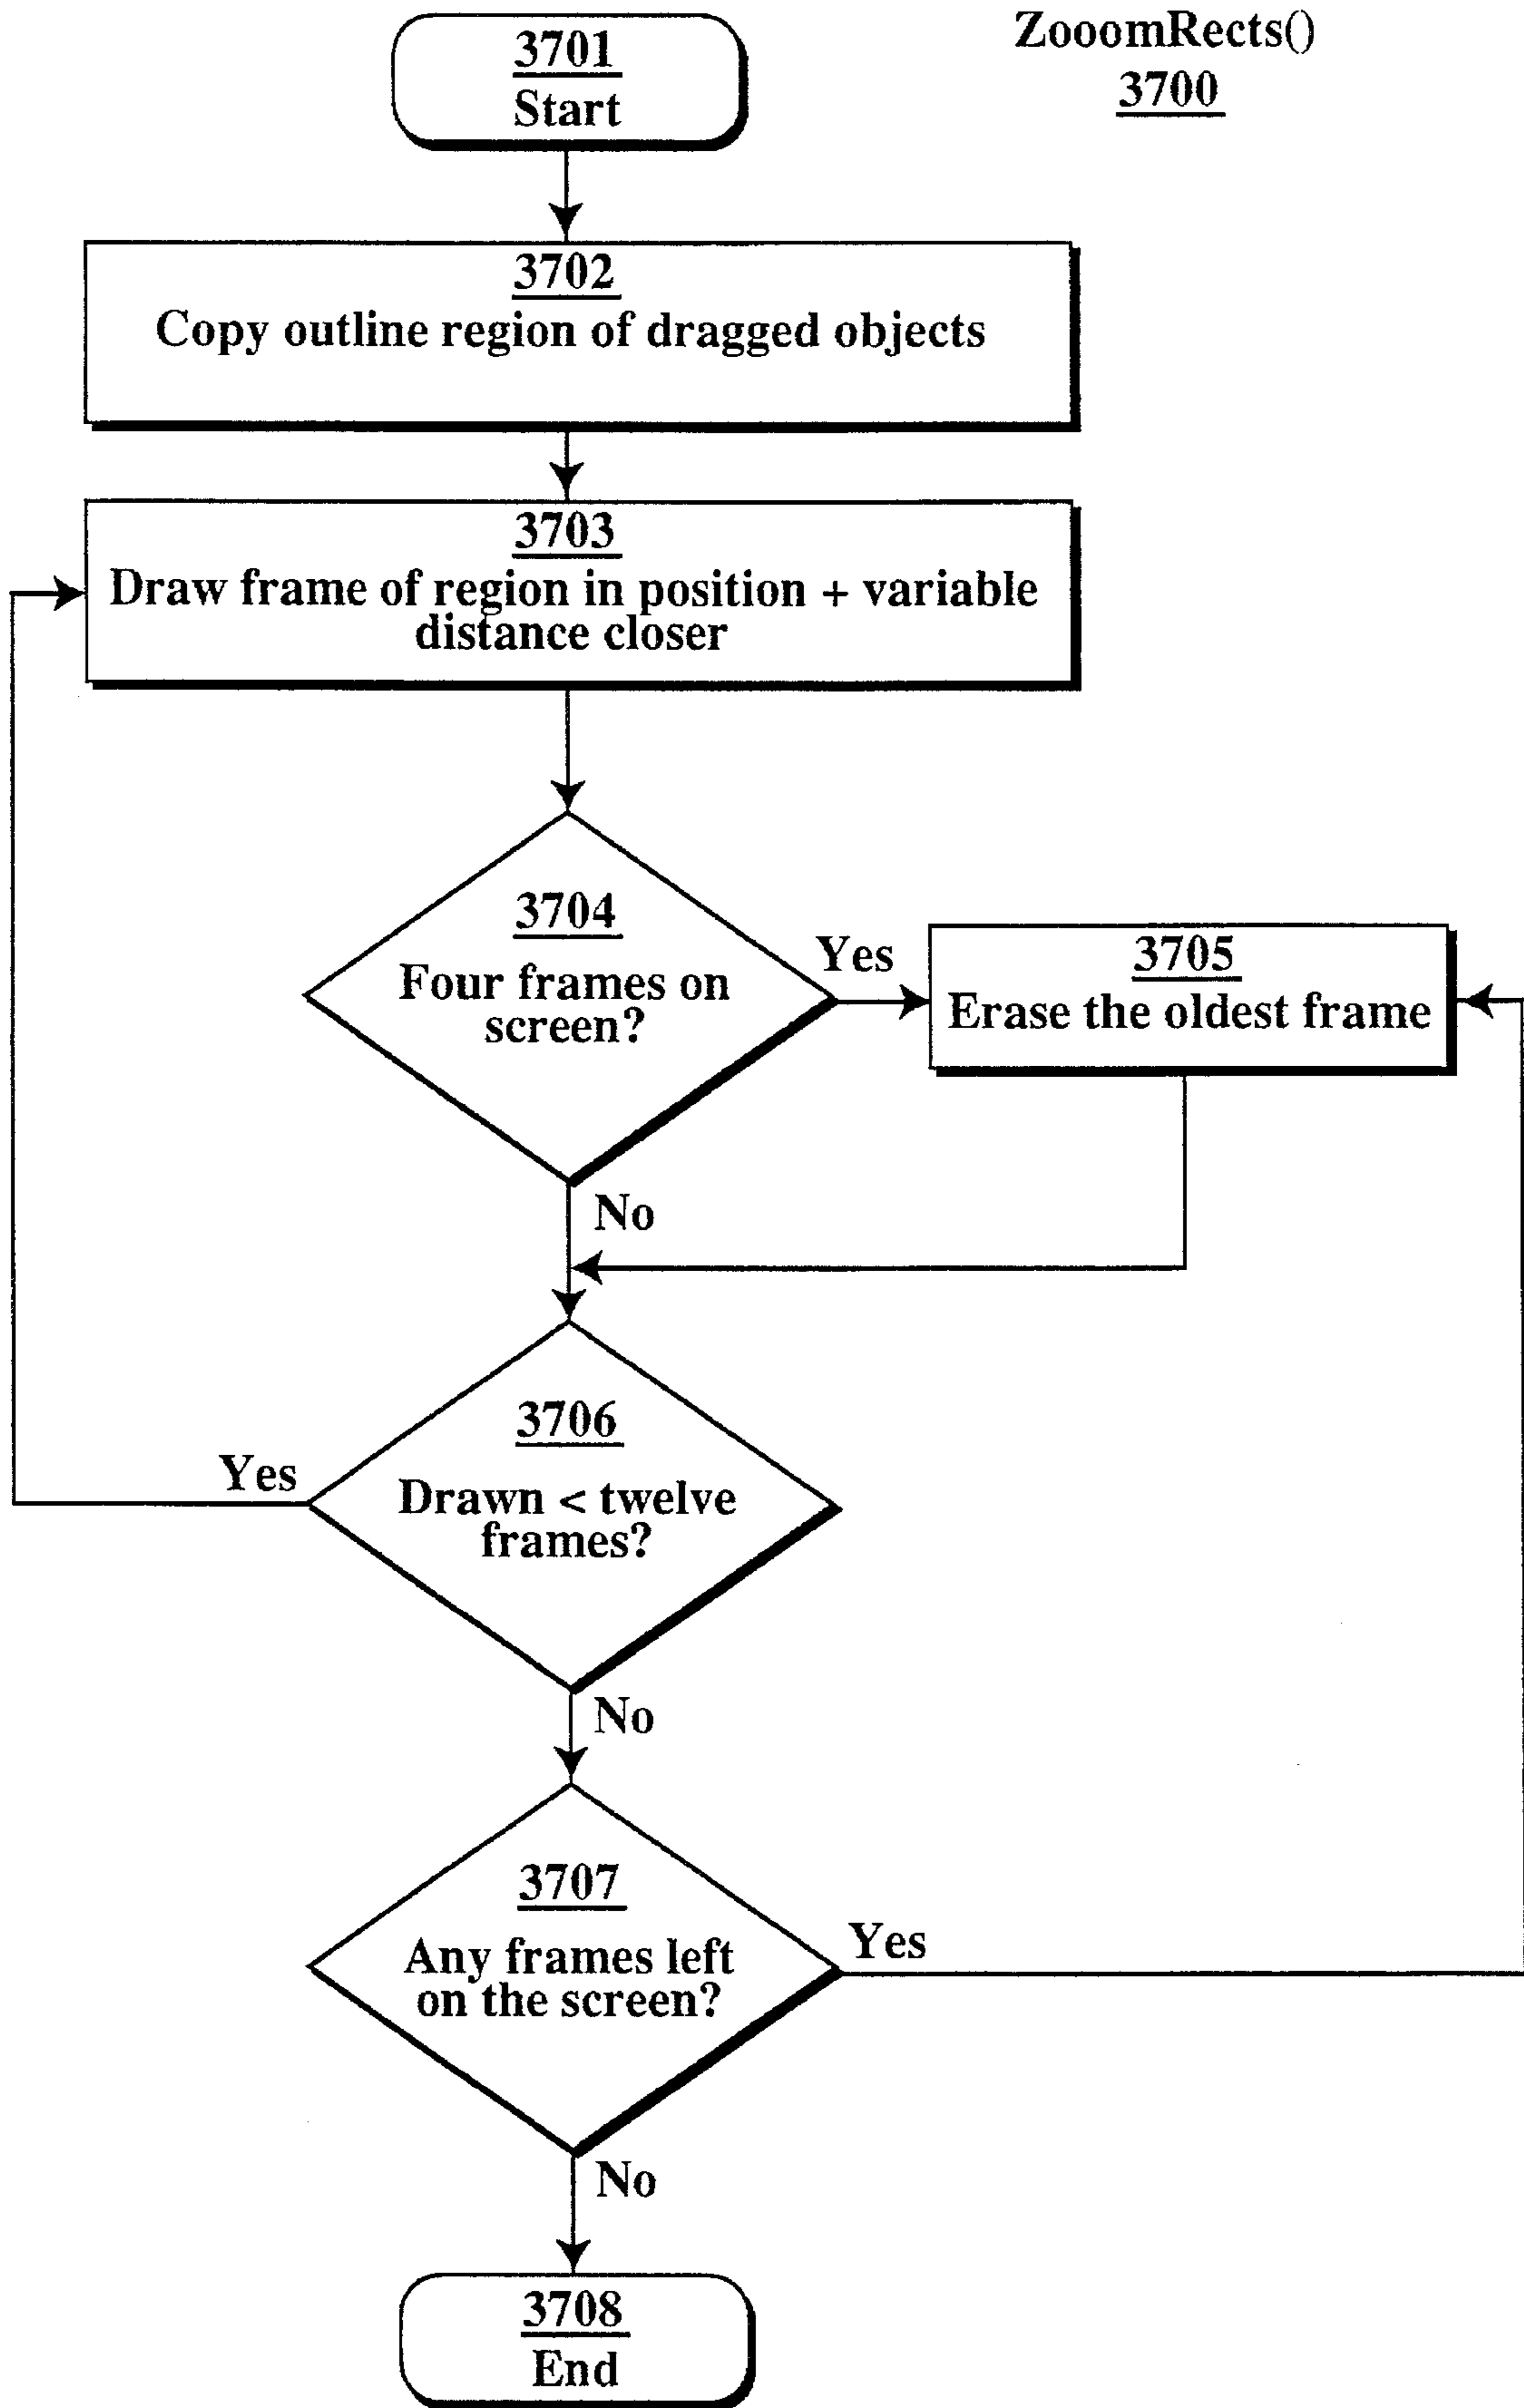 ZooomRects()
3700
3701
Start
3702
Copy outline region of dragged objects
3703
Draw frame of region in position + variable
distance closer
3704
Four frames on
screen?
Yes
3705
Erase the oldest frame
No
3706
Drawn < twelve
frames?
Yes
No
3707
Any frames left
on the screen?
Yes
No
3708
End